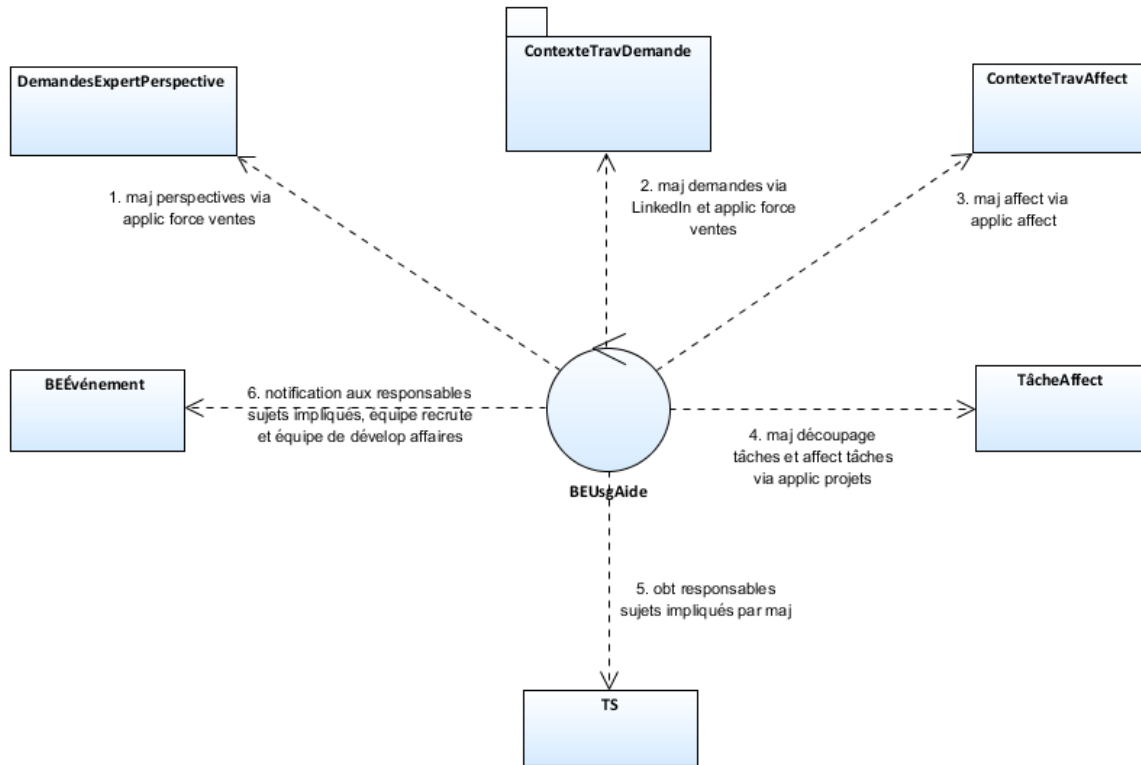 ContexteTravDemande
DemandesExpertPerspective
ContexteTravAffect
1. maj perspectives via
applic force ventes
2. maj demandes via
LinkedIn et applic force
ventes
3. maj affect via
applic affect
BEÉvénement
6. notification aux responsables
sujets impliqués, équipe recrute
et équipe de dévelop affaires
TâcheAffect
4. maj découpage
tâches et affect tâches
via applic projets
BEUsgAide
5. obt responsables
sujets impliqués par maj
TS